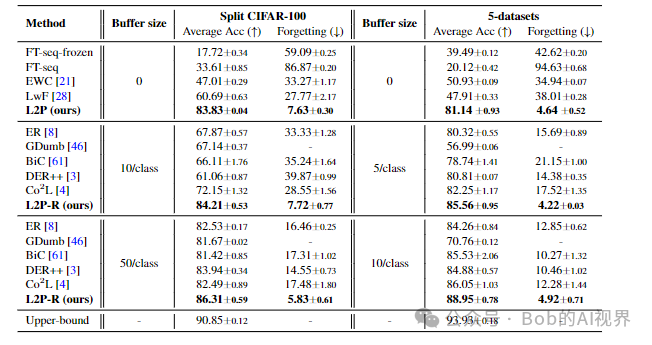 Method Buffer size Split CIFAR-100 Buffer size 5-datasets
Average Acc (↑) Forgetting (↓) Average Acc (↑) Forgetting (↓)
FT-seq-frozen 17.72±0.34 59.09±0.25 39.49±0.12 42.62±0.20
FT-seq 33.61±0.85 86.87±0.20 20.12±0.42 94.63±0.68
EWC [21] 0 47.01±0.29 33.27±1.17 0 50.93±0.09 34.94±0.07
LwF [28] 60.69±0.63 27.77±2.17 47.91±0.33 38.01±0.28
L2P (ours) 83.83±0.04 7.63±0.30 81.14 ±0.93 4.64 ±0.52
ER [8] 67.87±0.57 33.33±1.28 80.32±0.55 15.69±0.89
GDumb [46] 67.14±0.37 - 56.99±0.06 -
BiC [61] 10/class 66.11±1.76 35.24±1.64 5/class 78.74±1.41 21.15±1.00
DER++ [3] 61.06±0.87 39.87±0.99 80.81±0.07 14.38±0.35
Co²L [4] 72.15±1.32 28.55±1.56 82.25±1.17 17.52±1.35
L2P-R (ours) 84.21±0.53 7.72±0.77 85.56±0.95 4.22±0.03
ER [8] 82.53±0.17 16.46±0.25 84.26±0.84 12.85±0.62
GDumb [46] 81.67±0.02 - 70.76±0.12 -
BiC [61] 50/class 81.42±0.85 17.31±1.02 10/class 85.53±2.06 10.27±1.32
DER++ [3] 83.94±0.34 14.55±0.73 84.88±0.57 10.46±1.02
Co²L [4] 82.49±0.89 17.48±1.80 86.05±1.03 12.28±1.44
L2P-R (ours) 86.31±0.59 5.83±0.61 88.95±0.78 4.92±0.71
Upper-bound - 90.85±0.12 - - 93.93±0.18 -
公众号 · Bob的AI视界